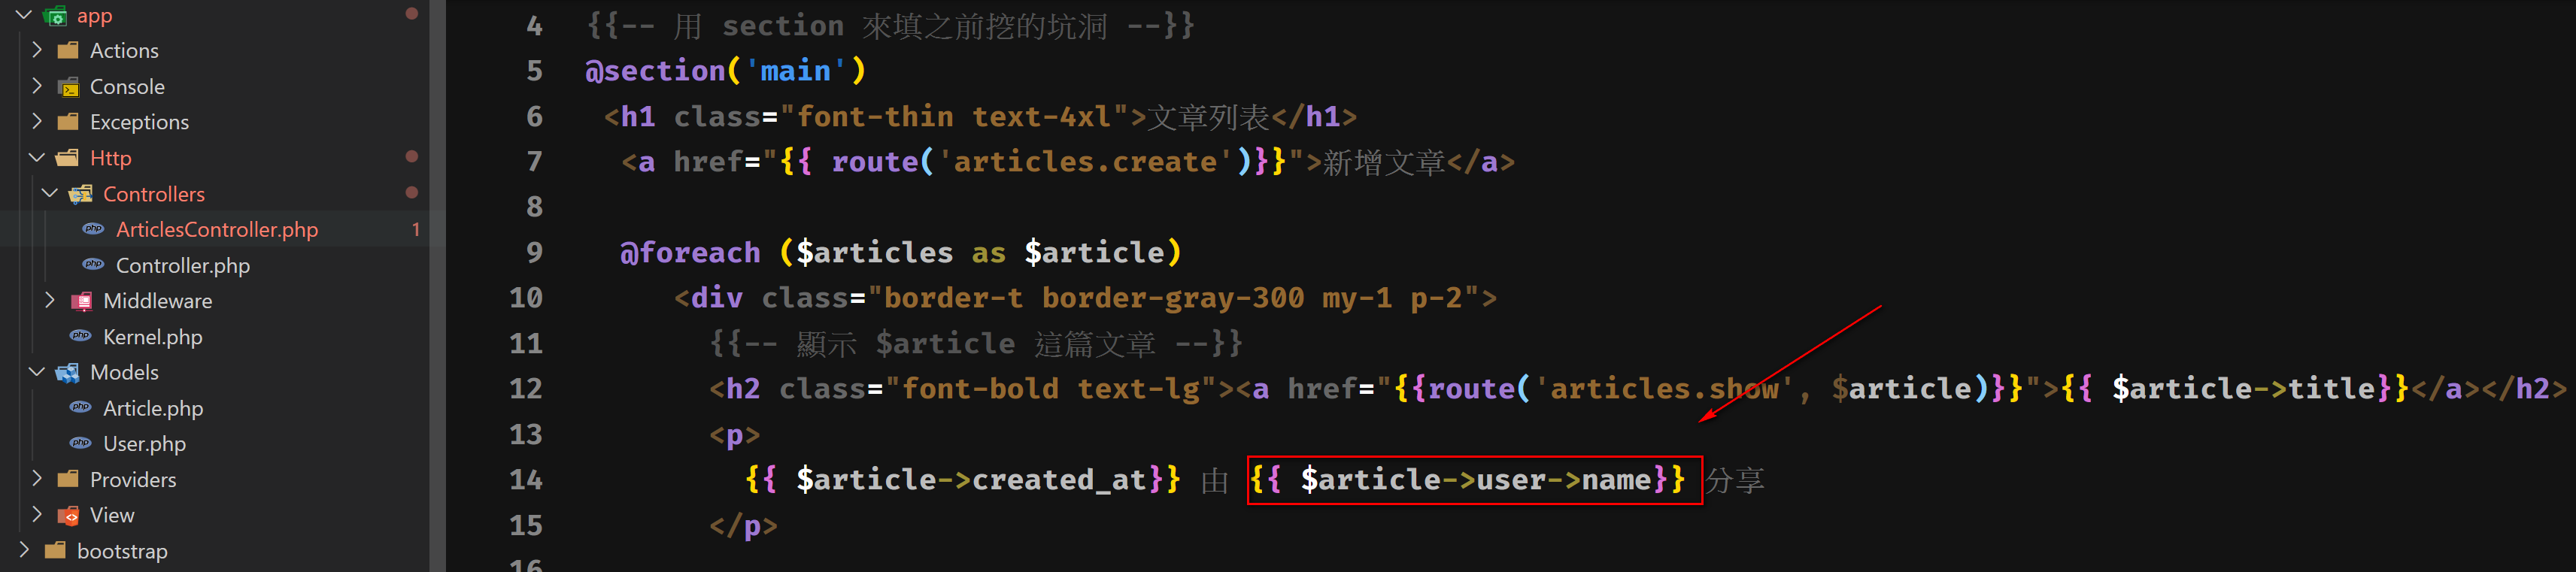 app
Actions
Console
Exceptions
Http
Controllers
php ArticlesController.php 1
php Controller.php
Middleware
php Kernel.php
Models
php Article.php
php User.php
Providers
View
bootstrap
4 {{-- 用 section 來填之前挖的坑洞 --}}
5 @section('main')
6 <h1 class="font-thin text-4xl">文章列表</h1>
7 <a href="{{ route('articles.create')}}">新增文章</a>
8
9 @foreach ($articles as $article)
10 <div class="border-t border-gray-300 my-1 p-2">
11 {{-- 顯示 $article 這篇文章 --}}
12 <h2 class="font-bold text-lg"><a href="{{route('articles.show', $article)}}">{{ $article->title}}</a></h2>
13 <p>
14 {{ $article->created_at}} 由 {{ $article->user->name}} 分享
15 </p>
16